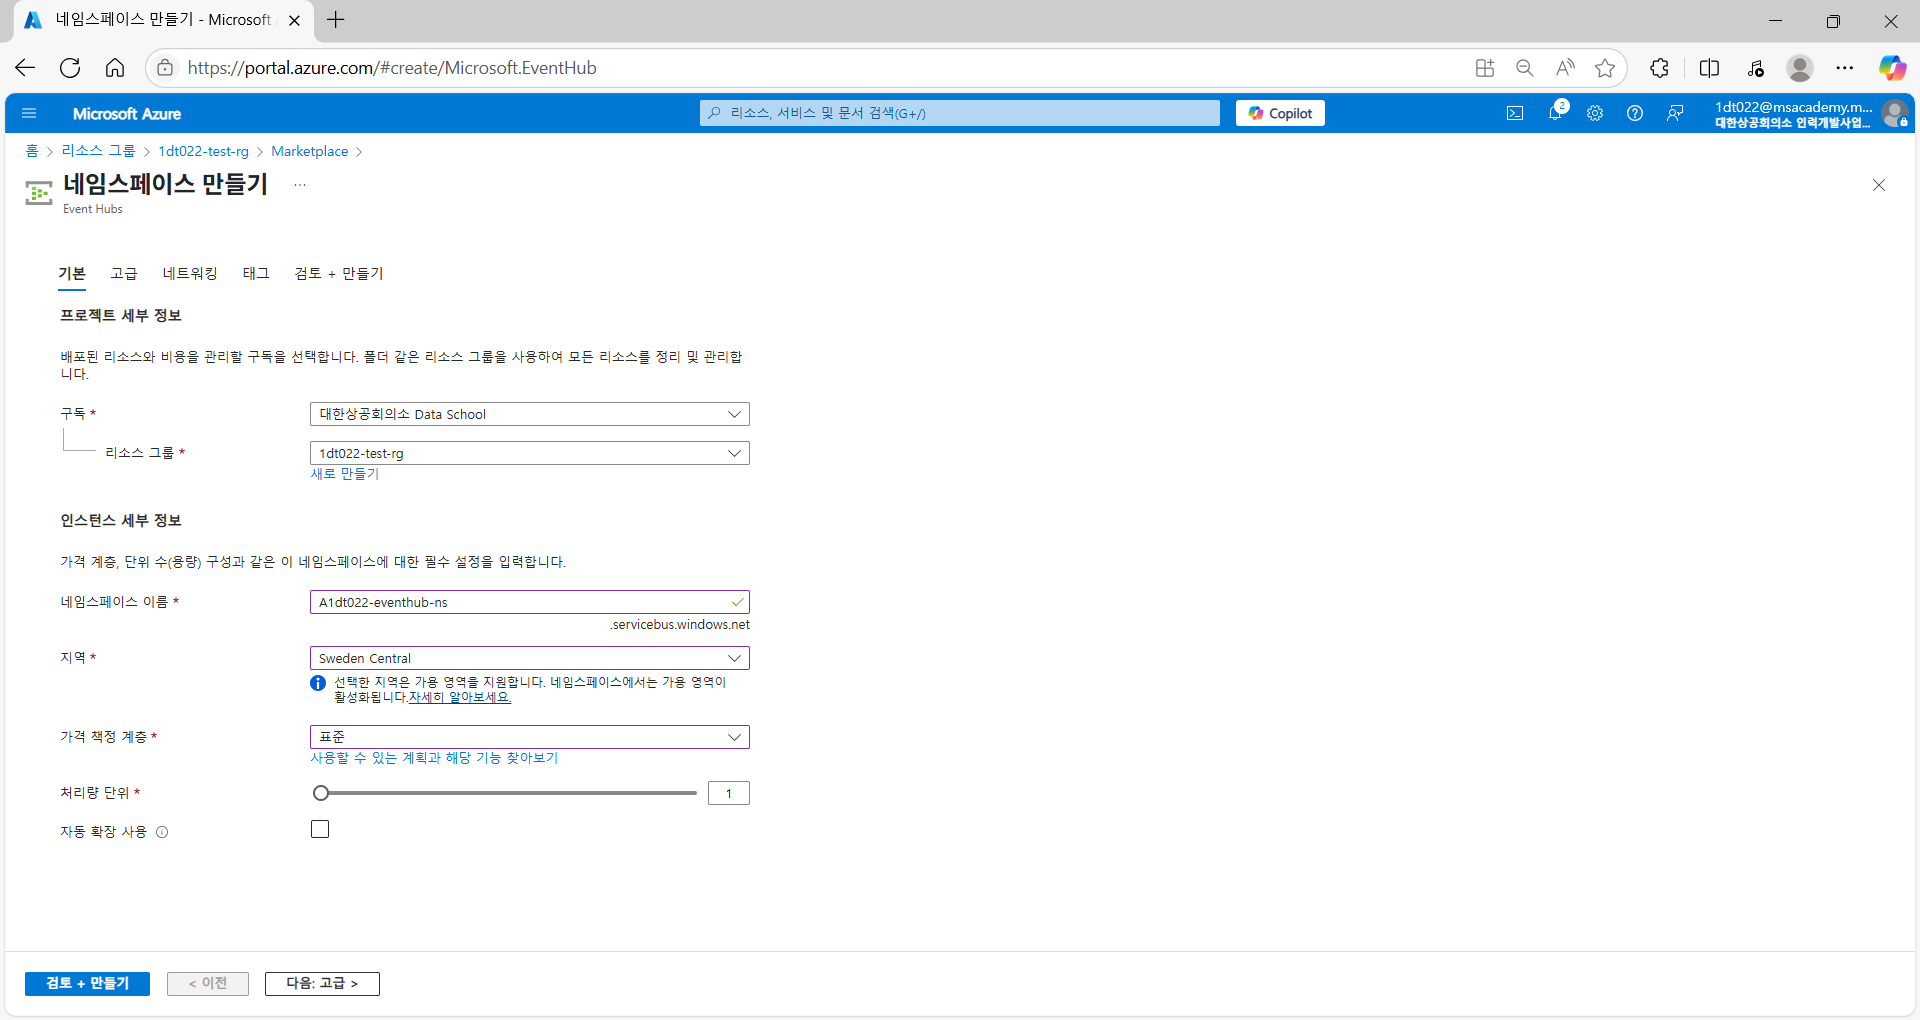 네임스페이스 만들기 - Microsoft
https://portal.azure.com/#create/Microsoft.EventHub
Microsoft Azure
리소스, 서비스 및 문서 검색(G+/)
Copilot
2
1dt022@msacademy.m...
대한상공회의소 인력개발사업...
홈 > 리소스 그룹 > 1dt022-test-rg > Marketplace >
네임스페이스 만들기 ...
Event Hubs
기본 고급 네트워킹 태그 검토 + 만들기
프로젝트 세부 정보
배포된 리소스와 비용을 관리할 구독을 선택합니다. 폴더 같은 리소스 그룹을 사용하여 모든 리소스를 정리 및 관리합
니다.
구독 * 대한상공회의소 Data School
리소스 그룹 * 1dt022-test-rg
새로 만들기
인스턴스 세부 정보
가격 계층, 단위 수(용량) 구성과 같은 이 네임스페이스에 대한 필수 설정을 입력합니다.
네임스페이스 이름 * A1dt022-eventhub-ns
.servicebus.windows.net
지역 * Sweden Central
선택한 지역은 가용 영역을 지원합니다. 네임스페이스에서는 가용 영역이
활성화됩니다.자세히 알아보세요.
가격 책정 계층 * 표준
사용할 수 있는 계획과 해당 기능 찾아보기
처리량 단위 * 1
자동 확장 사용
검토 + 만들기 < 이전 다음: 고급 >